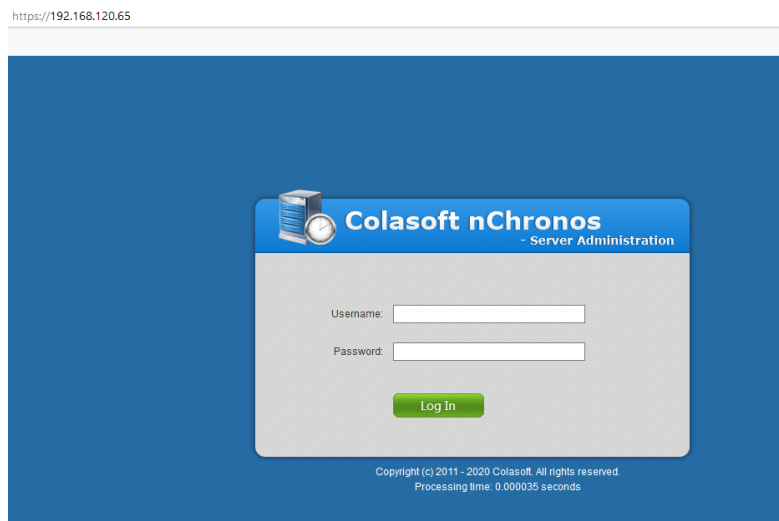 https://192.168.120.65
Colasoft nChronos
- Server Administration
Username:
Password:
Log In
Copyright (c) 2011 - 2020 Colasoft. All rights reserved.
Processing time: 0.000035 seconds